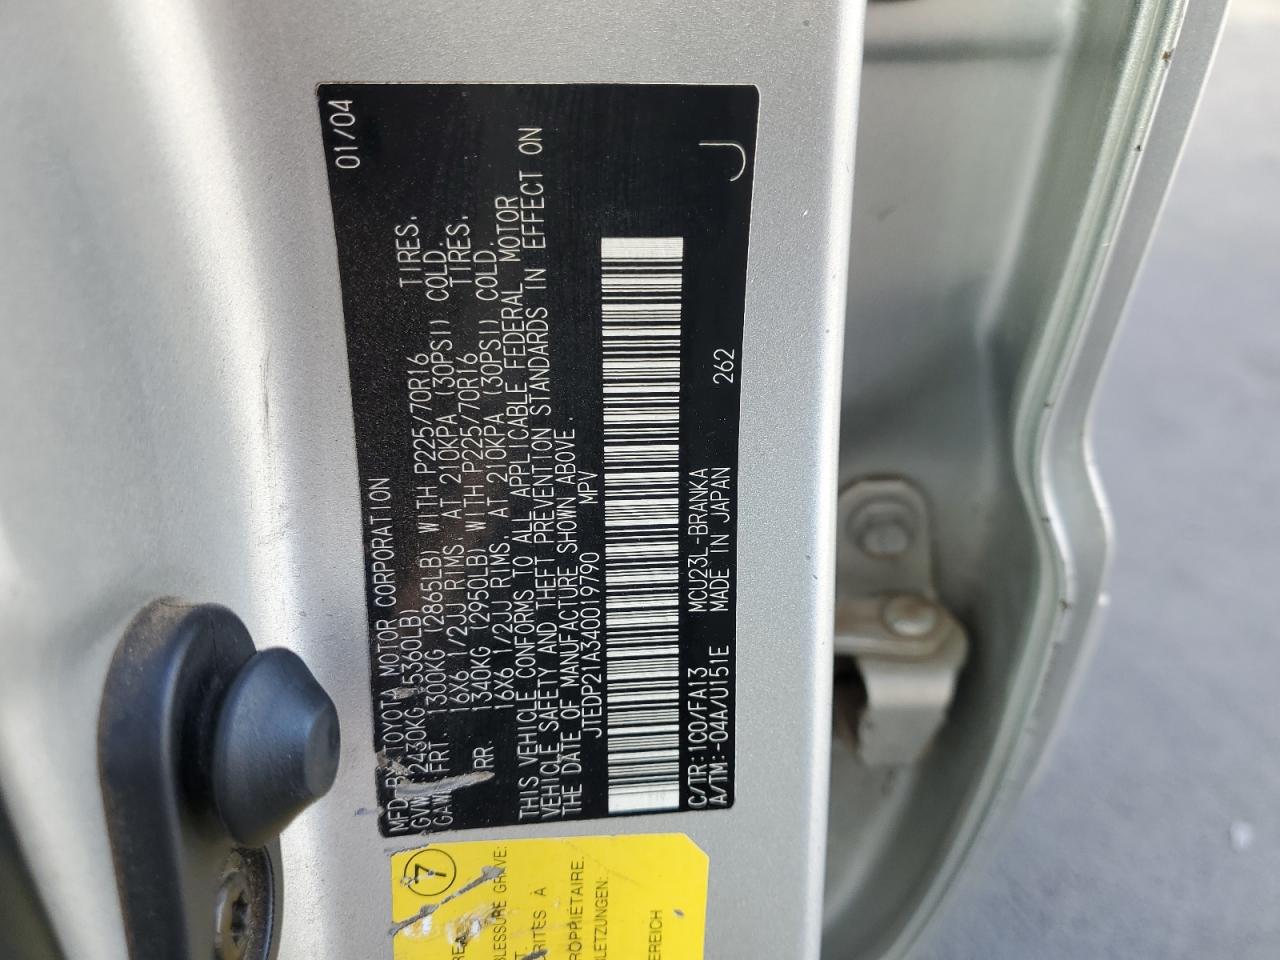 01/04
MFD. BY TOYOTA MOTOR CORPORATION
2430KG (5360LB)
FRT. 1300KG (2865LB) WITH P225/70R16 TIRES.
16X6 1/2JJ RIMS, AT 210KPA (30PSI) COLD.
RR. 1340KG (2950LB) WITH P225/70R16 TIRES.
16X6 1/2JJ RIMS, AT 210KPA (30PSI) COLD.
THIS VEHICLE CONFORMS TO ALL APPLICABLE FEDERAL MOTOR
VEHICLE SAFETY AND THEFT PREVENTION STANDARDS IN EFFECT ON
THE DATE OF MANUFACTURE SHOWN ABOVE.
JTEDP21A340019790 MPV
C/TR:1C0/FA13 MCU23L-BRANKA 262
A/TM:-04A/U151E MADE IN JAPAN
J
7
BLESSURE GRAVE:
À
PROPRIÉTAIRE.